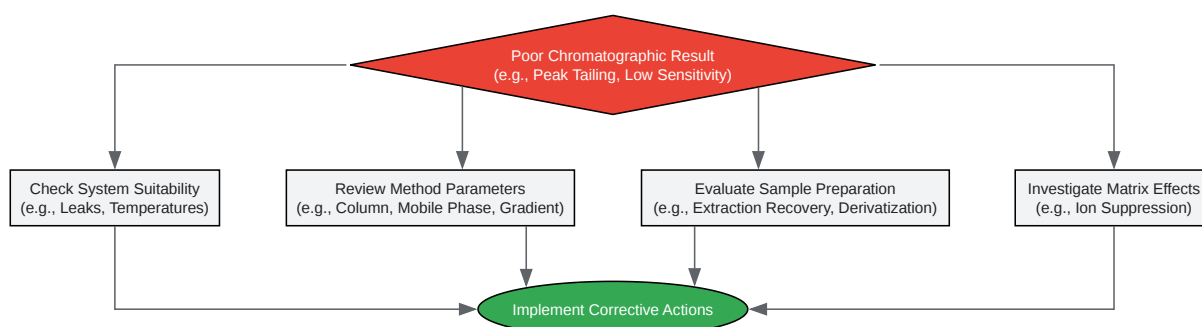 Poor Chromatographic Result
(e.g., Peak Tailing, Low Sensitivity)
Check System Suitability
(e.g., Leaks, Temperatures)
Review Method Parameters
(e.g., Column, Mobile Phase, Gradient)
Evaluate Sample Preparation
(e.g., Extraction Recovery, Derivatization)
Investigate Matrix Effects
(e.g., Ion Suppression)
Implement Corrective Actions